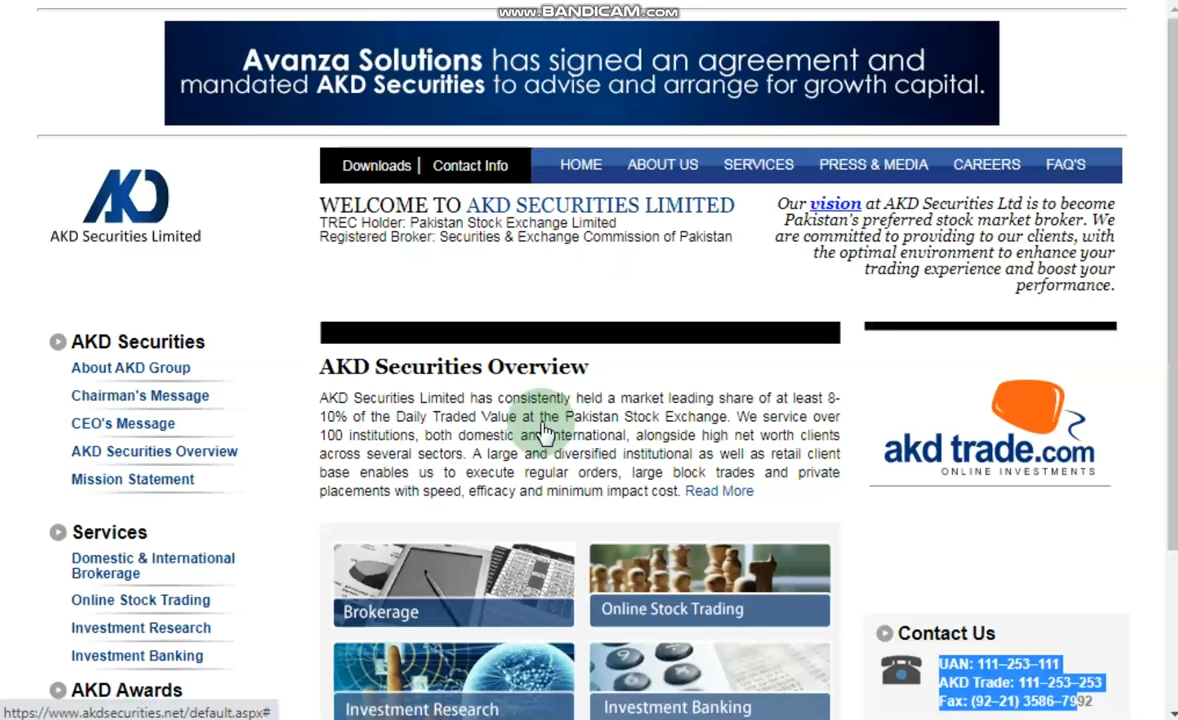 www.BANDICAM.com
Avanza Solutions has signed an agreement and
mandated AKD Securities to advise and arrange for growth capital.
AKD
AKD Securities Limited
Downloads | Contact Info
HOME ABOUT US SERVICES PRESS & MEDIA CAREERS FAQ'S
WELCOME TO AKD SECURITIES LIMITED
TREC Holder: Pakistan Stock Exchange Limited
Registered Broker: Securities & Exchange Commission of Pakistan
Our vision at AKD Securities Ltd is to become
Pakistan's preferred stock market broker. We
are committed to providing to our clients, with
the optimal environment to enhance your
trading experience and boost your
performance.
AKD Securities
About AKD Group
Chairman's Message
CEO's Message
AKD Securities Overview
Mission Statement
Services
Domestic & International
Brokerage
Online Stock Trading
Investment Research
Investment Banking
AKD Awards
AKD Securities Overview
AKD Securities Limited has consistently held a market leading share of at least 8-
10% of the Daily Traded Value at the Pakistan Stock Exchange. We service over
100 institutions, both domestic and international, alongside high net worth clients
across several sectors. A large and diversified institutional as well as retail client
base enables us to execute regular orders, large block trades and private
placements with speed, efficacy and minimum impact cost. Read More
Brokerage
Online Stock Trading
Investment Research
Investment Banking
akd trade.com
ONLINE INVESTMENTS
Contact Us
UAN: 111–253–111
AKD Trade: 111–253–253
Fax: (92–21) 3586–7992
https://www.akdsecurities.net/default.aspx#